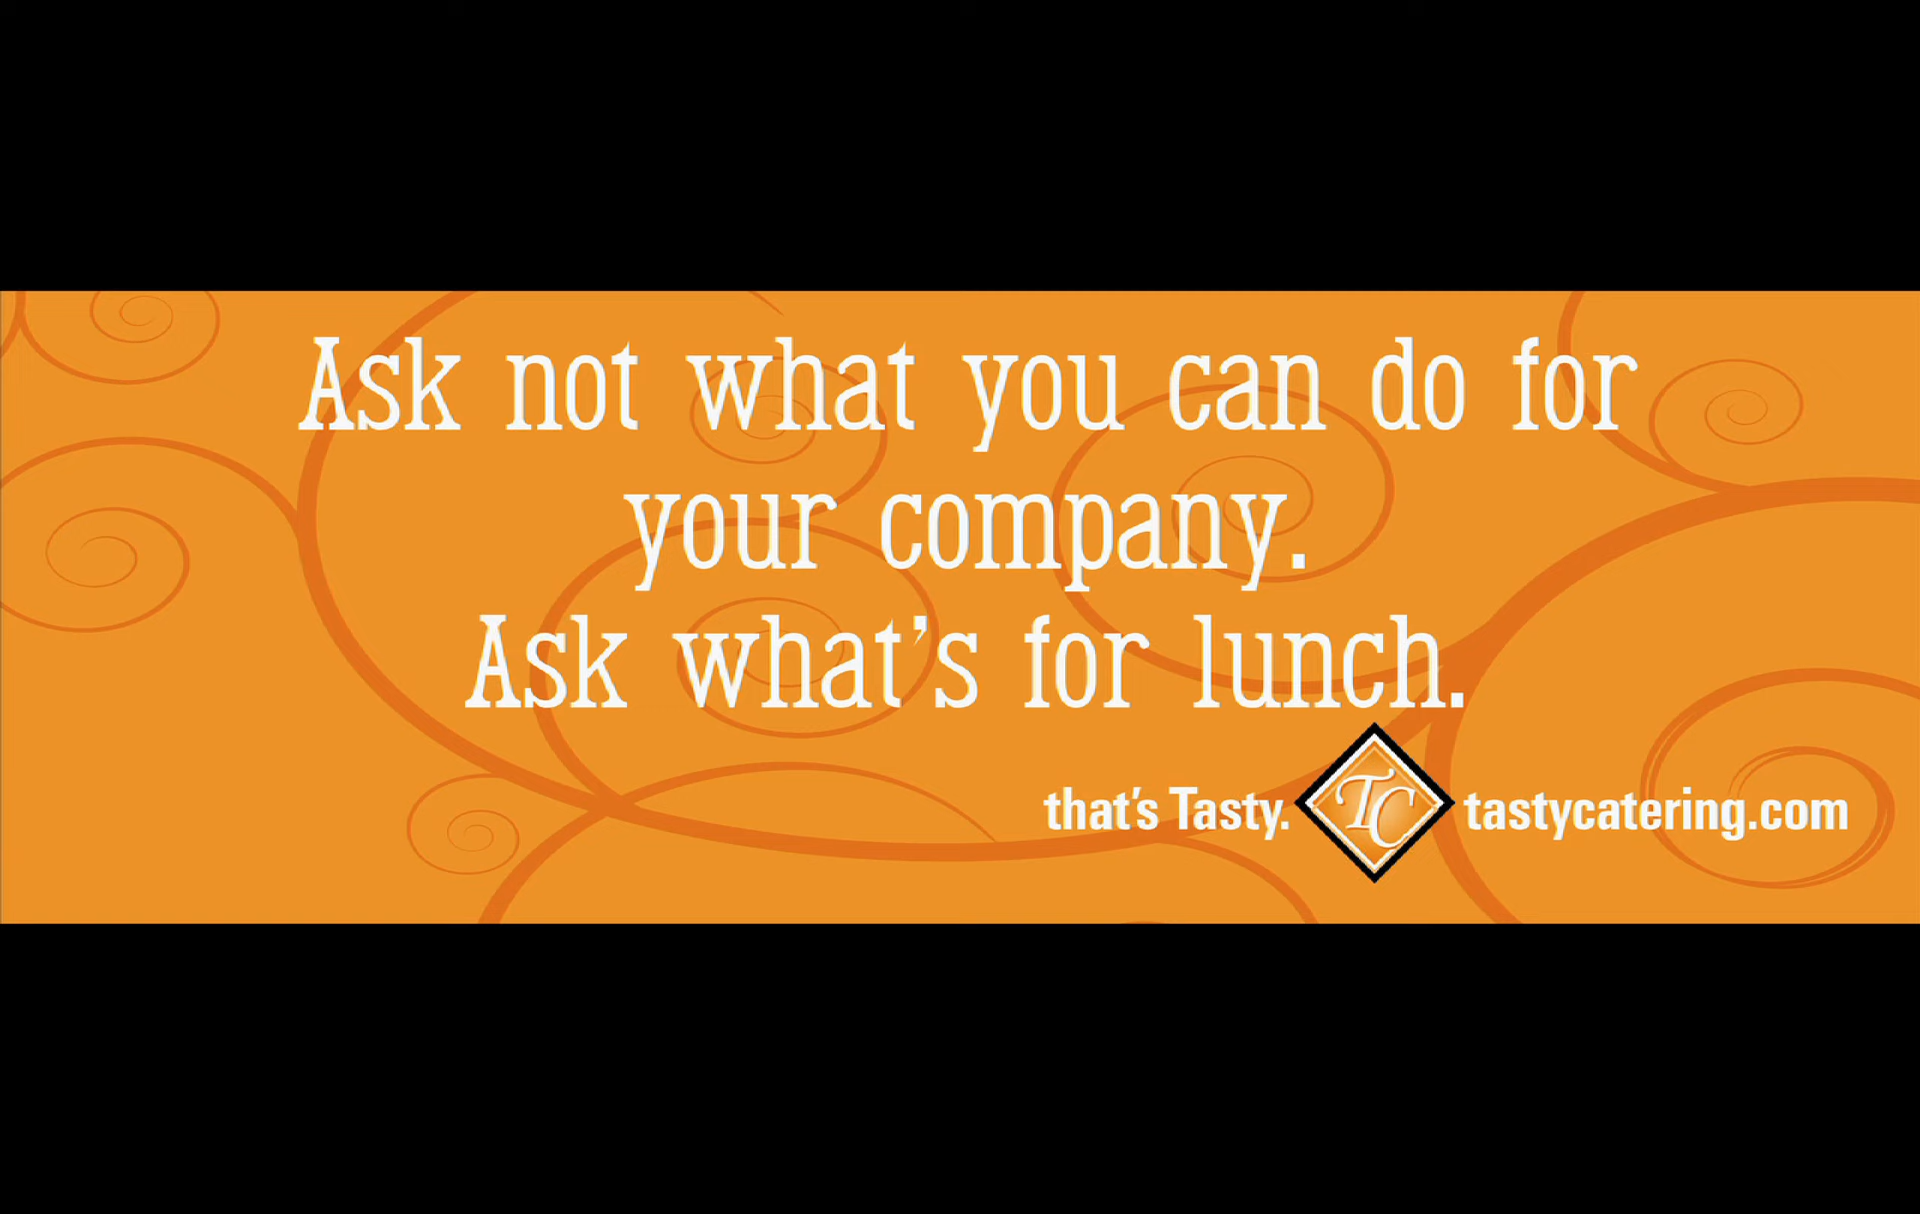 Ask not what you can do for
your company.
Ask what's for lunch.
that's Tasty. TC tastycatering.com